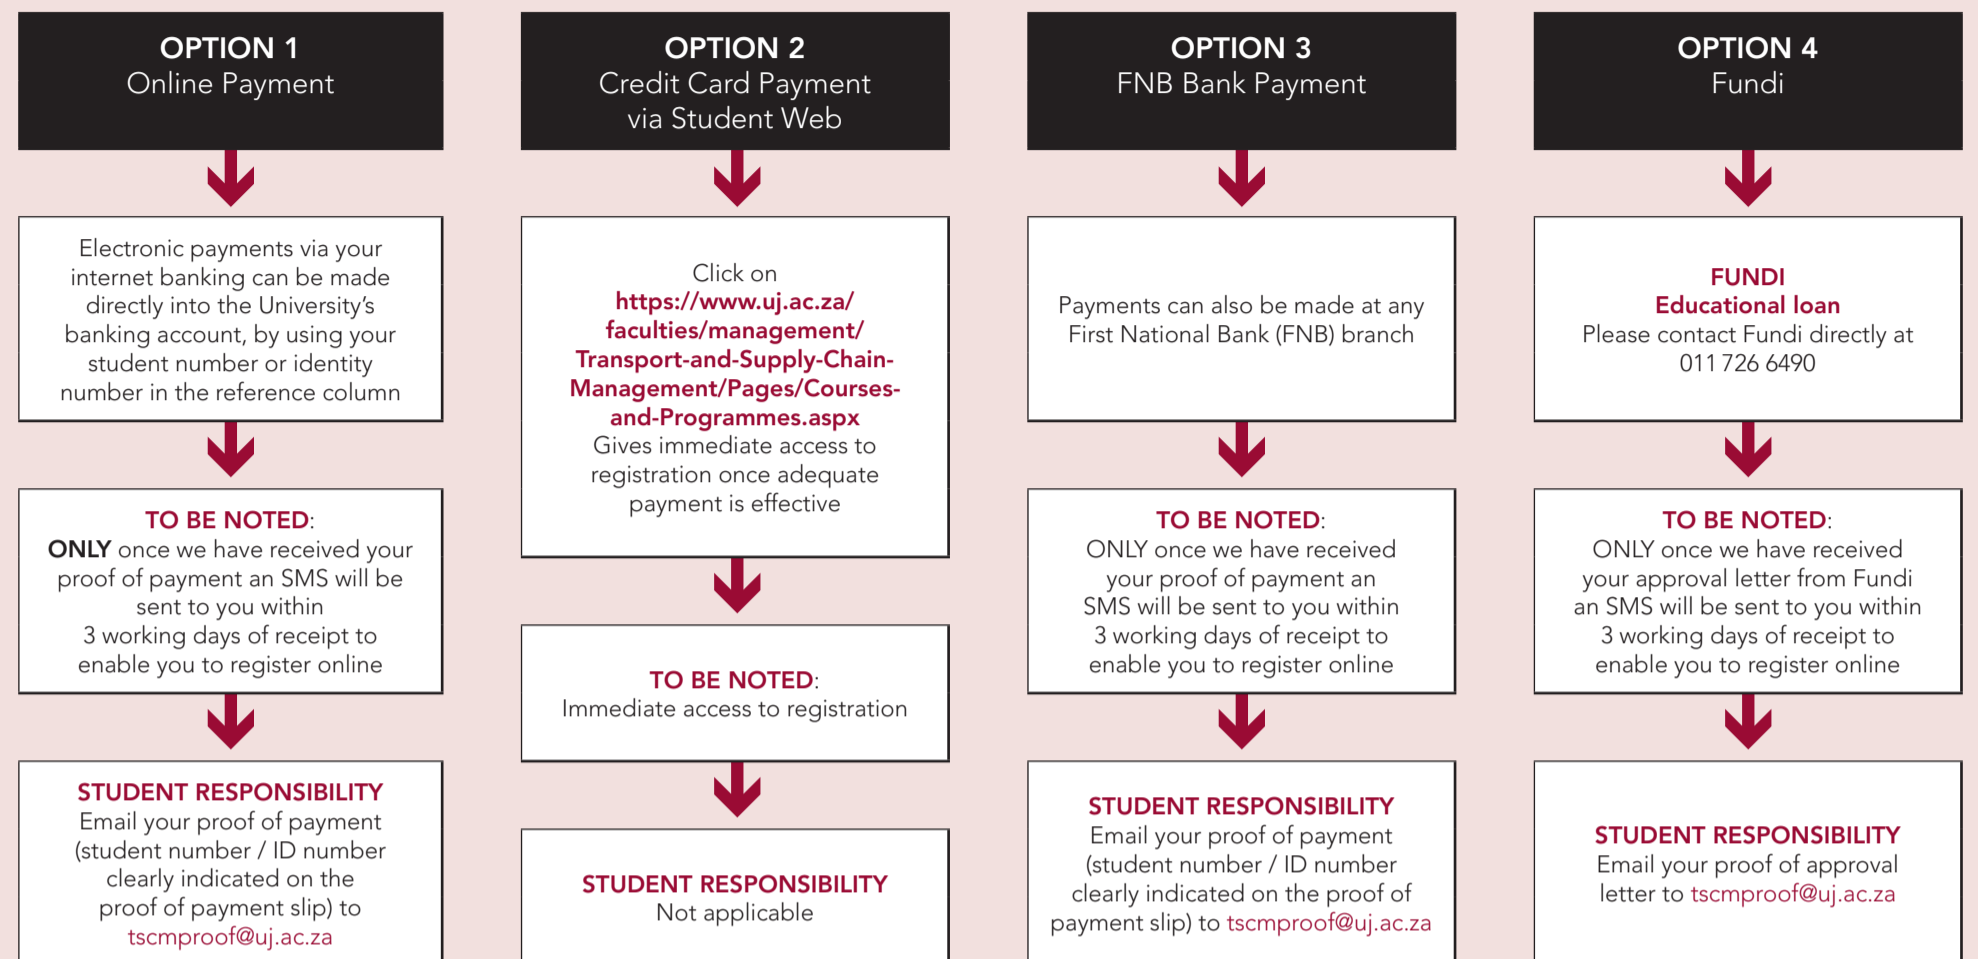 OPTION 1
Online Payment
Electronic payments via your
internet banking can be made
directly into the University’s
banking account, by using your
student number or identity
number in the reference column
TO BE NOTED:
ONLY once we have received your
proof of payment an SMS will be
sent to you within
3 working days of receipt to
enable you to register online
STUDENT RESPONSIBILITY
Email your proof of payment
(student number / ID number
clearly indicated on the
proof of payment slip) to
tscmproof@uj.ac.za
OPTION 2
Credit Card Payment
via Student Web
Click on
https://www.uj.ac.za/
faculties/management/
Transport-and-Supply-Chain-
Management/Pages/Courses-
and-Programmes.aspx
Gives immediate access to
registration once adequate
payment is effective
TO BE NOTED:
Immediate access to registration
STUDENT RESPONSIBILITY
Not applicable
OPTION 3
FNB Bank Payment
Payments can also be made at any
First National Bank (FNB) branch
TO BE NOTED:
ONLY once we have received
your proof of payment an
SMS will be sent to you within
3 working days of receipt to
enable you to register online
STUDENT RESPONSIBILITY
Email your proof of payment
(student number / ID number
clearly indicated on the proof of
payment slip) to tscmproof@uj.ac.za
OPTION 4
Fundi
FUNDI
Educational loan
Please contact Fundi directly at
011 726 6490
TO BE NOTED:
ONLY once we have received
your approval letter from Fundi
an SMS will be sent to you within
3 working days of receipt to
enable you to register online
STUDENT RESPONSIBILITY
Email your proof of approval
letter to tscmproof@uj.ac.za